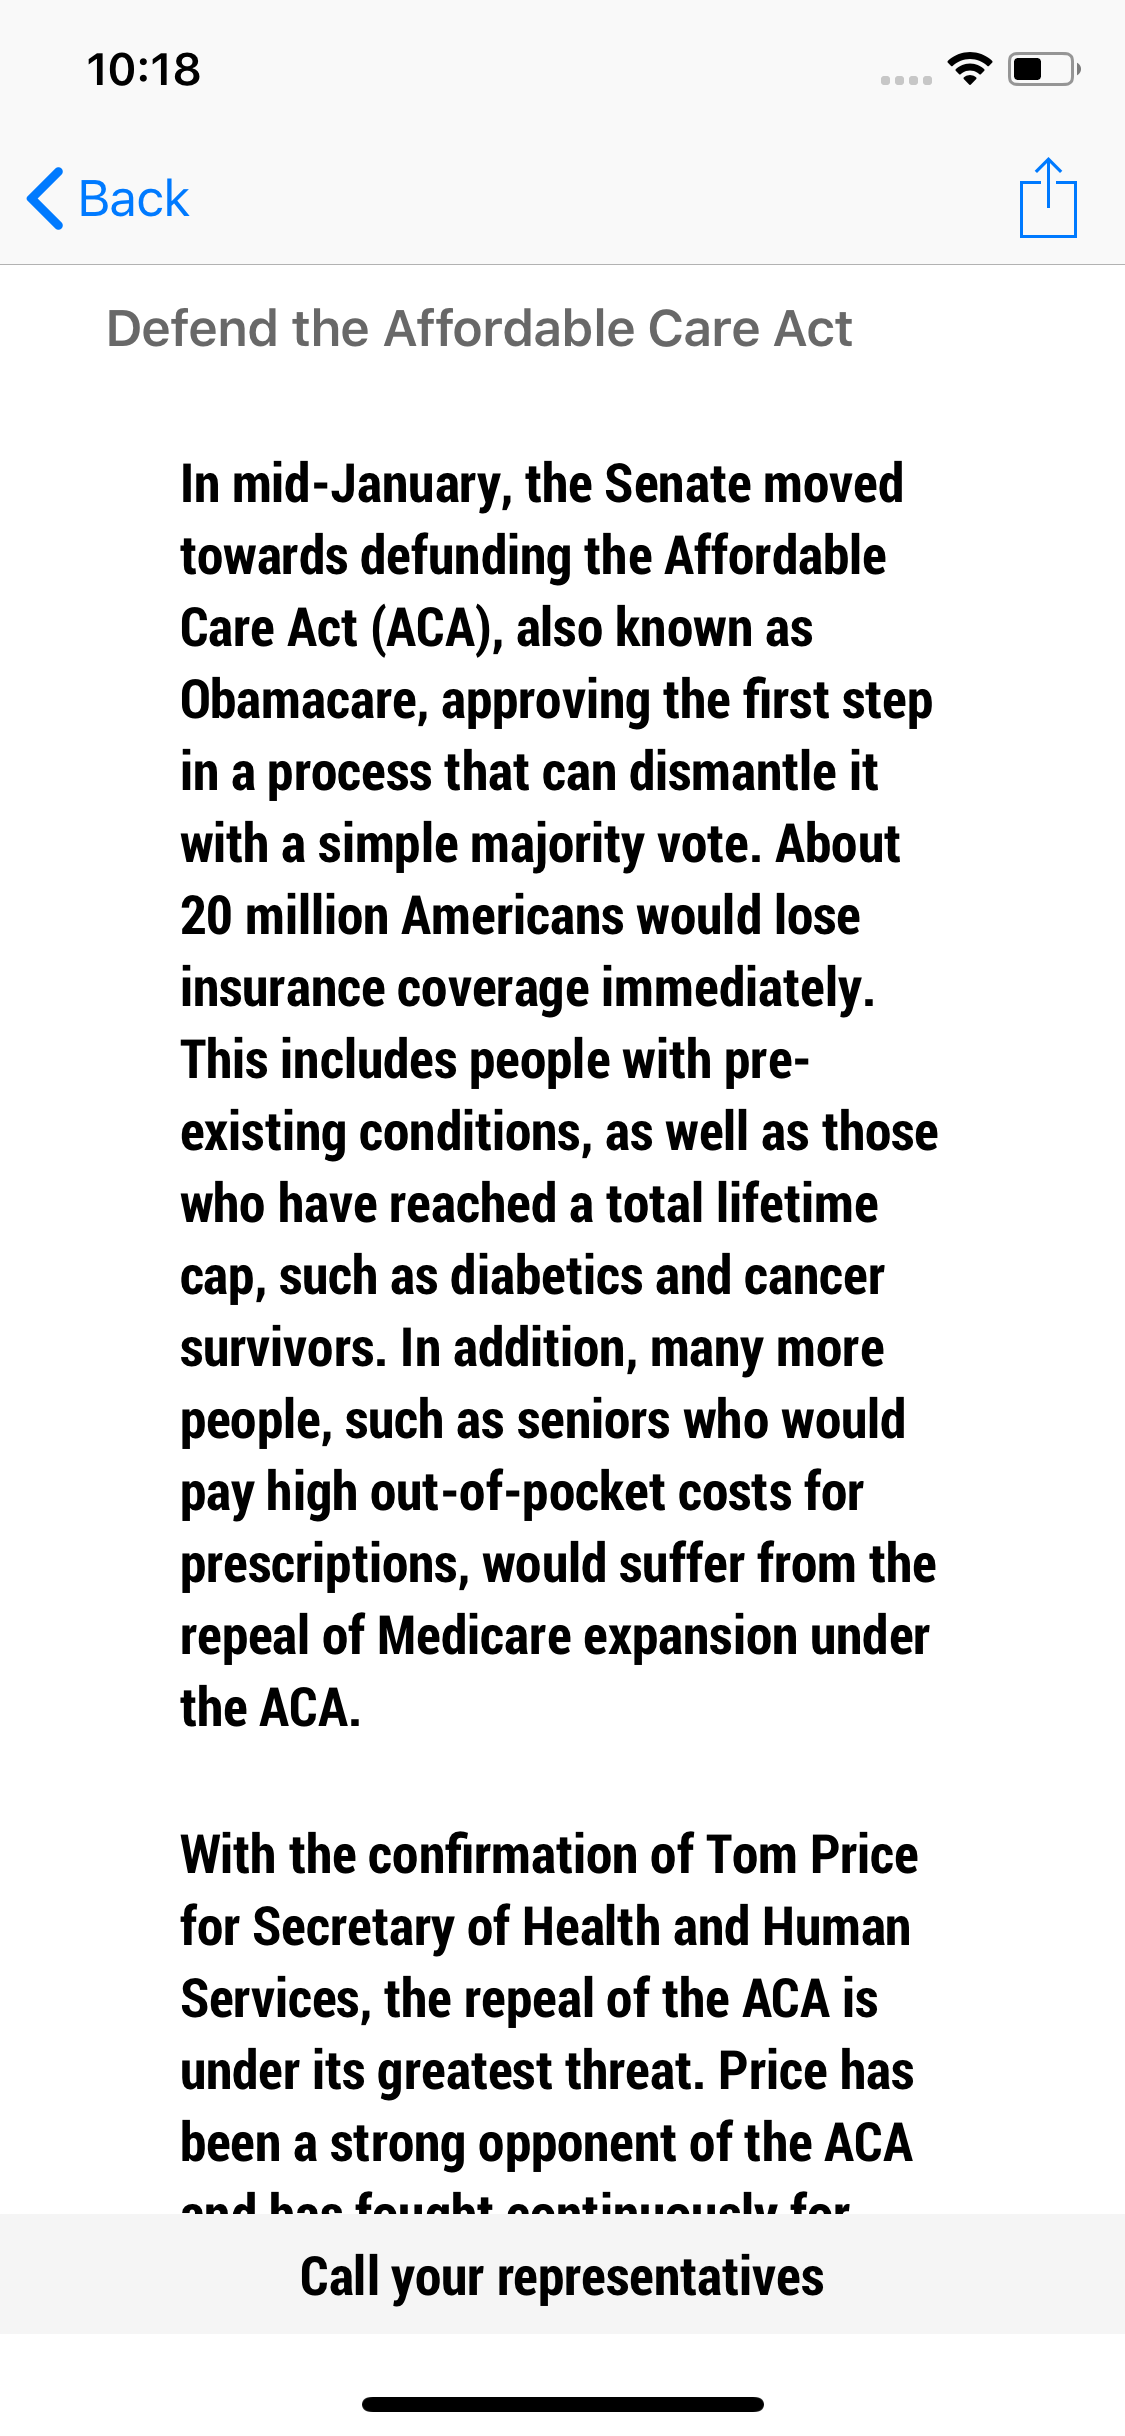 10:18
Back
Defend the Affordable Care Act
In mid-January, the Senate moved
towards defunding the Affordable
Care Act (ACA), also known as
Obamacare, approving the first step
in a process that can dismantle it
with a simple majority vote. About
20 million Americans would lose
insurance coverage immediately.
This includes people with pre-
existing conditions, as well as those
who have reached a total lifetime
cap, such as diabetics and cancer
survivors. In addition, many more
people, such as seniors who would
pay high out-of-pocket costs for
prescriptions, would suffer from the
repeal of Medicare expansion under
the ACA.
With the confirmation of Tom Price
for Secretary of Health and Human
Services, the repeal of the ACA is
under its greatest threat. Price has
been a strong opponent of the ACA
and has fought continuously for
Call your representatives